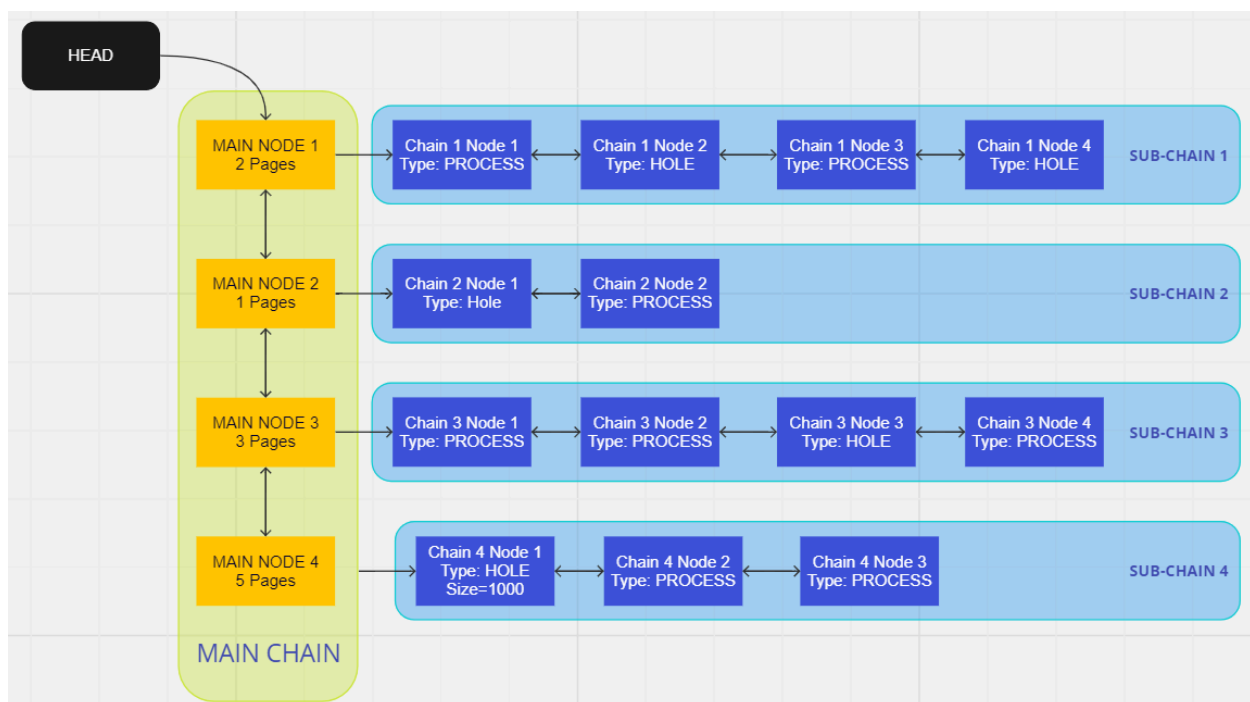 HEAD
MAIN NODE 1
2 Pages
Chain 1 Node 1
Type: PROCESS
Chain 1 Node 2
Type: HOLE
Chain 1 Node 3
Type: PROCESS
Chain 1 Node 4
Type: HOLE
SUB-CHAIN 1
MAIN NODE 2
1 Pages
Chain 2 Node 1
Type: Hole
Chain 2 Node 2
Type: PROCESS
SUB-CHAIN 2
MAIN NODE 3
3 Pages
Chain 3 Node 1
Type: PROCESS
Chain 3 Node 2
Type: PROCESS
Chain 3 Node 3
Type: HOLE
Chain 3 Node 4
Type: PROCESS
SUB-CHAIN 3
MAIN NODE 4
5 Pages
Chain 4 Node 1
Type: HOLE
Size=1000
Chain 4 Node 2
Type: PROCESS
Chain 4 Node 3
Type: PROCESS
SUB-CHAIN 4
MAIN CHAIN